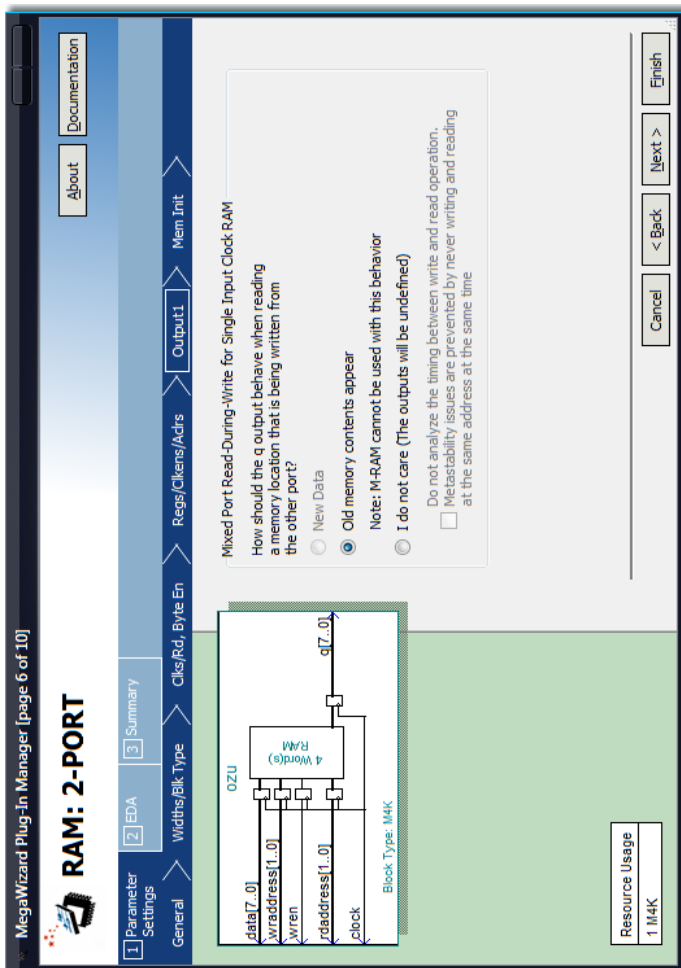 MegaWizard Plug-In Manager [page 6 of 10]
RAM: 2-PORT
About
Documentation
1 Parameter Settings
2 EDA
3 Summary
General
Widths/Blk Type
Clks/Rd, Byte En
Regs/Clkens/Aclrs
Output1
Mem Init
ozu
data[7..0]
wraddress[1..0]
wren
rdaddress[1..0]
clock
4 Word(s)
RAM
q[7..0]
Block Type: M4K
Mixed Port Read-During-Write for Single Input Clock RAM
How should the q output behave when reading
a memory location that is being written from
the other port?
New Data
Old memory contents appear
Note: M-RAM cannot be used with this behavior
I do not care (The outputs will be undefined)
Do not analyze the timing between write and read operation.
Metastability issues are prevented by never writing and reading
at the same address at the same time
Resource Usage
1 M4K
Cancel
< Back
Next >
Finish